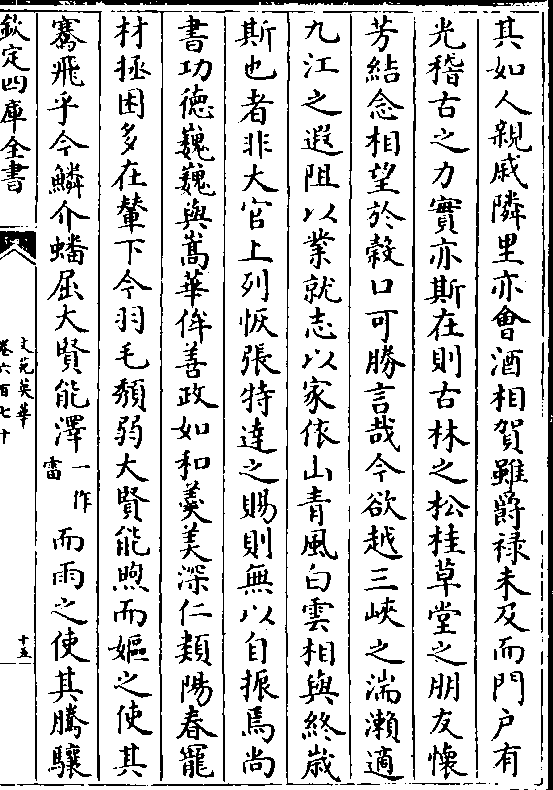 其如人親戚隣里亦會酒相賀雖爵禄未及而門户有
光稽古之力實亦斯在則古林之松桂草堂之朋友懐
芳結念相望於榖口可勝言哉今欲越三峽之湍瀬適
九江之遐阻以業就志以家依山青風白雲相與終歳
斯也者非大官上列恢張特達之賜則無以自振焉尚
書功徳巍巍與嵩華侔善政如和羮美深仁類陽春寵
材拯困多在輦下今羽毛頽弱大賢能煦而嫗之使其
騫飛乎今鱗介蟠屈大賢能澤一作雷而雨之使其騰驤
欽定四庫全書
文苑英華
卷六百七十
十五